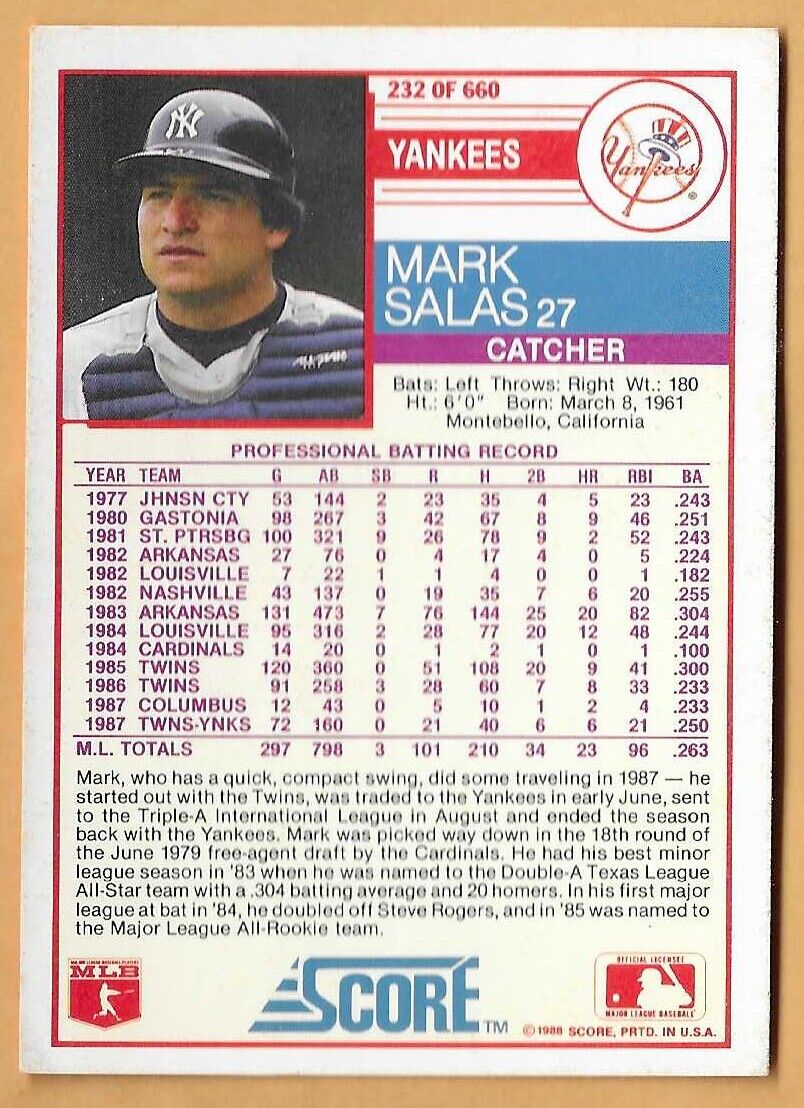 232 OF 660
YANKEES
Yankees
®
NY
MARK
SALAS 27
CATCHER
Bats: Left Throws: Right Wt.: 180
Ht.: 6'0" Born: March 8, 1961
Montebello, California
PROFESSIONAL BATTING RECORD
YEAR TEAM G AB SB R H 2B HR RBI BA
1977 JHNSN CTY 53 144 2 23 35 4 5 23 .243
1980 GASTONIA 98 267 3 42 67 8 9 46 .251
1981 ST. PTRSBG 100 321 9 26 78 9 2 52 .243
1982 ARKANSAS 27 76 0 4 17 4 0 5 .224
1982 LOUISVILLE 7 22 1 1 4 0 0 1 .182
1982 NASHVILLE 43 137 0 19 35 7 6 20 .255
1983 ARKANSAS 131 473 7 76 144 25 20 82 .304
1984 LOUISVILLE 95 316 2 28 77 20 12 48 .244
1984 CARDINALS 14 20 0 1 2 1 0 1 .100
1985 TWINS 120 360 0 51 108 20 9 41 .300
1986 TWINS 91 258 3 28 60 7 8 33 .233
1987 COLUMBUS 12 43 0 5 10 1 2 4 .233
1987 TWNS-YNKS 72 160 0 21 40 6 6 21 .250
M.L. TOTALS 297 798 3 101 210 34 23 96 .263
Mark, who has a quick, compact swing, did some traveling in 1987 — he
started out with the Twins, was traded to the Yankees in early June, sent
to the Triple-A International League in August and ended the season
back with the Yankees. Mark was picked way down in the 18th round of
the June 1979 free-agent draft by the Cardinals. He had his best minor
league season in '83 when he was named to the Double-A Texas League
All-Star team with a .304 batting average and 20 homers. In his first major
league at bat in '84, he doubled off Steve Rogers, and in '85 was named to
the Major League All-Rookie team.
MAJOR LEAGUE BASEBALL PLAYERS
MLB
SCORE™
OFFICIAL LICENSEE
MAJOR LEAGUE BASEBALL
©1988 SCORE, PRTD. IN U.S.A.